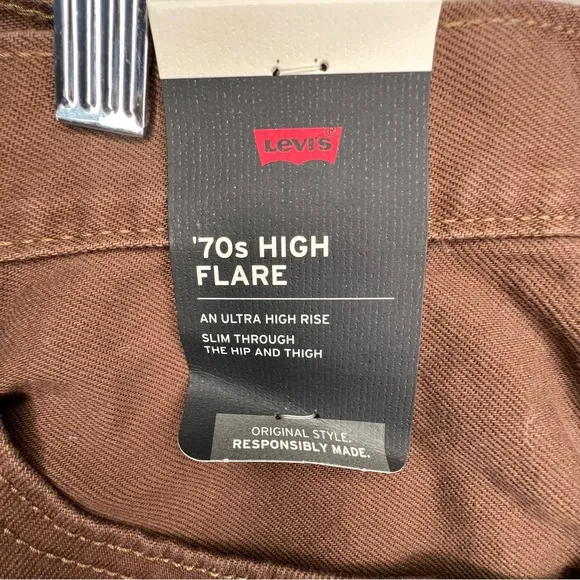 Levi's
'70s HIGH
FLARE
AN ULTRA HIGH RISE
SLIM THROUGH
THE HIP AND THIGH
ORIGINAL STYLE.
RESPONSIBLY MADE.